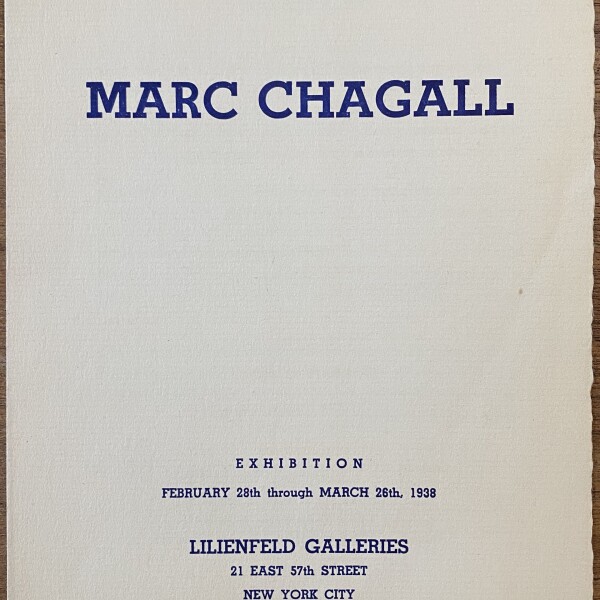 MARC CHAGALL
EXHIBITION
FEBRUARY 28th through MARCH 26th, 1938
LILIENFELD GALLERIES
21 EAST 57th STREET
NEW YORK CITY